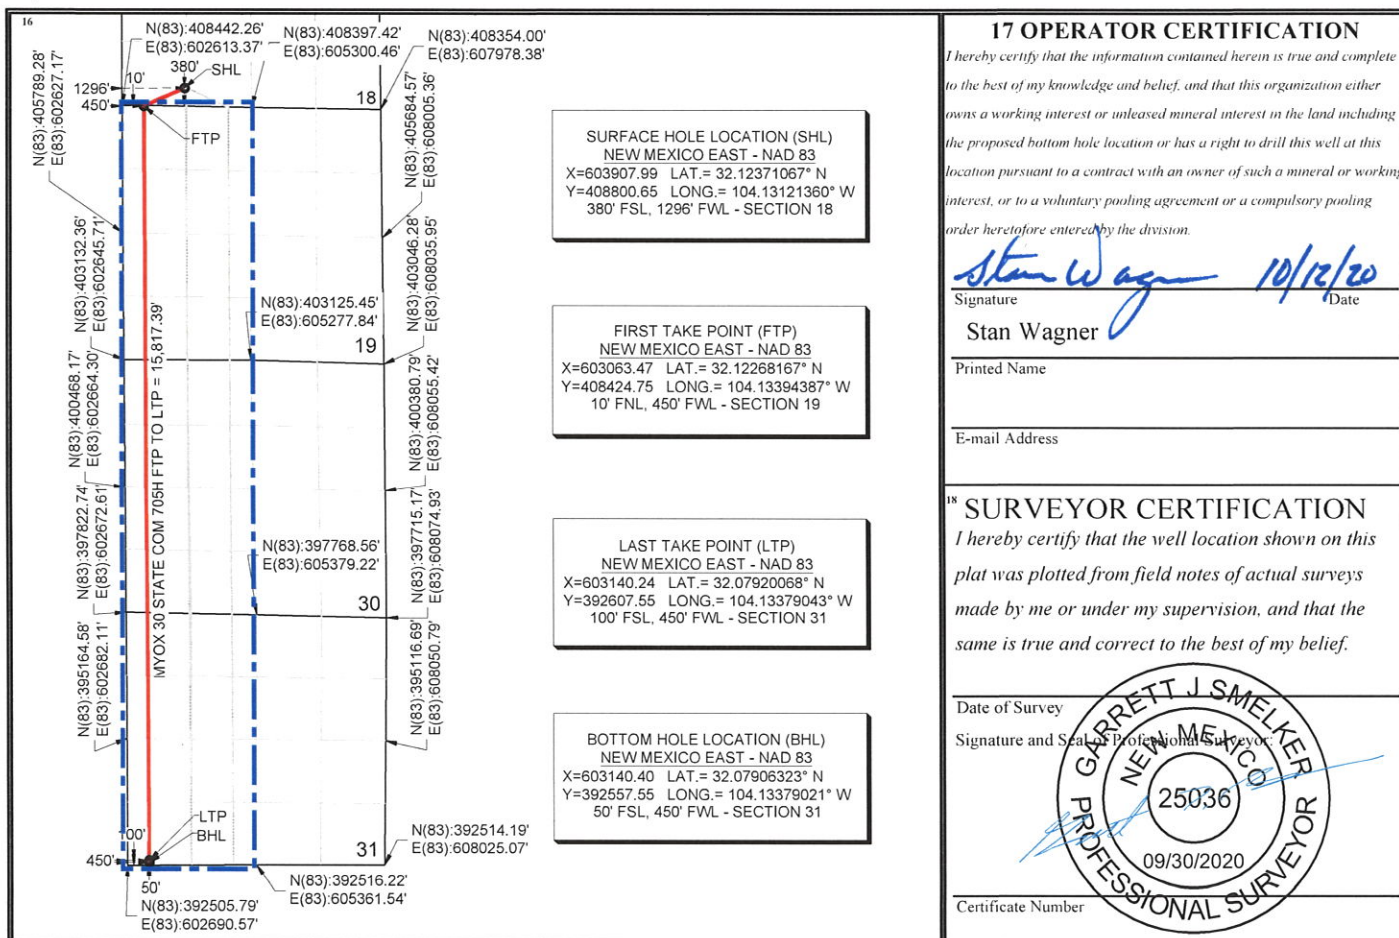 16
N(83):408442.26'
E(83):602613.37'
N(83):408397.42'
E(83):605300.46'
N(83):408354.00'
E(83):607978.38'
380'
SHL
10'
1296'
450'
FTP
18
N(83):405789.28'
E(83):602627.17'
N(83):405684.57'
E(83):608005.36'
N(83):403132.36'
E(83):602645.71'
N(83):403046.28'
E(83):608035.95'
N(83):403125.45'
E(83):605277.84'
19
MYOX 30 STATE COM 705H FTP TO LTP = 15,817.39'
N(83):400468.17'
E(83):602664.30'
N(83):400380.79'
E(83):608055.42'
N(83):397822.74'
E(83):602672.61'
N(83):397715.17'
E(83):608074.93'
N(83):397768.56'
E(83):605379.22'
30
N(83):395164.58'
E(83):602682.11'
N(83):395116.69'
E(83):608050.79'
LTP
BHL
00'
450'
50'
31
N(83):392514.19'
E(83):608025.07'
N(83):392516.22'
E(83):605361.54'
N(83):392505.79'
E(83):602690.57'
SURFACE HOLE LOCATION (SHL)
NEW MEXICO EAST - NAD 83
X=603907.99 LAT.= 32.12371067° N
Y=408800.65 LONG.= 104.13121360° W
380' FSL, 1296' FWL - SECTION 18
FIRST TAKE POINT (FTP)
NEW MEXICO EAST - NAD 83
X=603063.47 LAT.= 32.12268167° N
Y=408424.75 LONG.= 104.13394387° W
10' FNL, 450' FWL - SECTION 19
LAST TAKE POINT (LTP)
NEW MEXICO EAST - NAD 83
X=603140.24 LAT.= 32.07920068° N
Y=392607.55 LONG.= 104.13379043° W
100' FSL, 450' FWL - SECTION 31
BOTTOM HOLE LOCATION (BHL)
NEW MEXICO EAST - NAD 83
X=603140.40 LAT.= 32.07906323° N
Y=392557.55 LONG.= 104.13379021° W
50' FSL, 450' FWL - SECTION 31
17 OPERATOR CERTIFICATION
I hereby certify that the information contained herein is true and complete
to the best of my knowledge and belief, and that this organization either
owns a working interest or unleased mineral interest in the land including
the proposed bottom hole location or has a right to drill this well at this
location pursuant to a contract with an owner of such a mineral or working
interest, or to a voluntary pooling agreement or a compulsory pooling
order heretofore entered by the division.
Stan Wagner 10/12/20
Signature Date
Stan Wagner
Printed Name
E-mail Address
18 SURVEYOR CERTIFICATION
I hereby certify that the well location shown on this
plat was plotted from field notes of actual surveys
made by me or under my supervision, and that the
same is true and correct to the best of my belief.
Date of Survey
Signature and Seal of Professional Surveyor:
GARRETT J SMELKER
NEW MEXICO
25036
09/30/2020
PROFESSIONAL SURVEYOR
Certificate Number